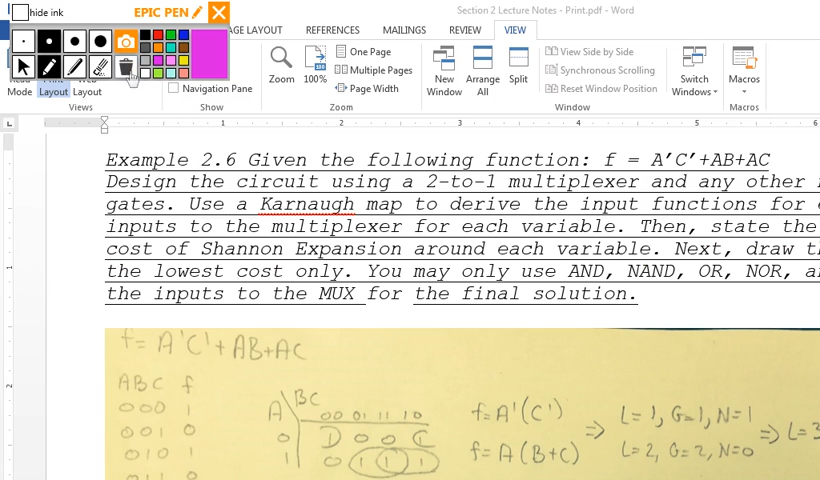 Section 2 Lecture Notes - Print.pdf - Word
hide ink
EPIC PEN
PAGE LAYOUT
REFERENCES
MAILINGS
REVIEW
VIEW
Mode
Layout
Layout
Navigation Pane
Zoom
100%
One Page
Multiple Pages
Page Width
New Window
Arrange All
Split
View Side by Side
Synchronous Scrolling
Reset Window Position
Switch Windows
Macros
Views
Show
Zoom
Window
Macros
1 2 3 4 5 6
Example 2.6 Given the following function: f = A'C'+AB+AC
Design the circuit using a 2-to-1 multiplexer and any other
gates. Use a Karnaugh map to derive the input functions for
inputs to the multiplexer for each variable. Then, state the
cost of Shannon Expansion around each variable. Next, draw
the lowest cost only. You may only use AND, NAND, OR, NOR,
the inputs to the MUX for the final solution.
f= A'C'+AB+AC
ABC f
000 1
001 0
010 1
A BC
00 01 11 10
0 1 0 0 1
1 0 1 1 1
f=A'(C') => L=1, G=1, N=1
f=A(B+C) L=2, G=2, N=0 => L=3